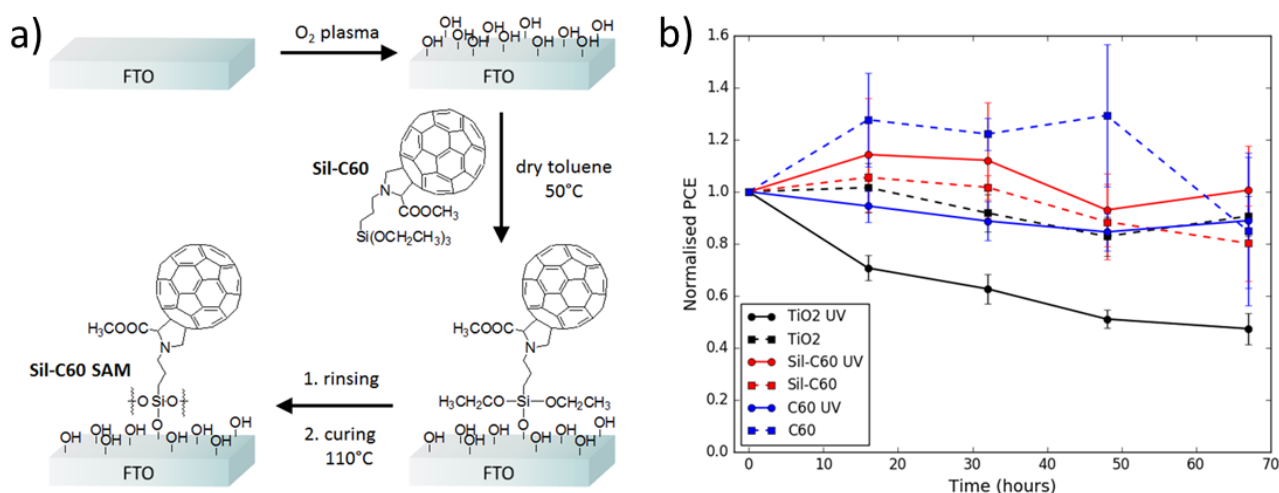 a)
O₂ plasma
FTO
OH OH OH OH OH OH OH OH OH
FTO
Sil-C60
N
COOCH₃
Si(OCH₂CH₃)₃
dry toluene
50°C
H₃COOC
N
Sil-C60 SAM
O Si O
O
OH OH OH OH OH OH OH OH
FTO
1. rinsing
2. curing
110°C
H₃COOC
N
H₃CH₂CO Si OCH₂CH₃
O
OH OH OH OH OH OH OH OH
FTO
b)
Normalised PCE
1.6
1.4
1.2
1.0
0.8
0.6
0.4
0.2
0.0
TiO2 UV
TiO2
Sil-C60 UV
Sil-C60
C60 UV
C60
0 10 20 30 40 50 60 70
Time (hours)